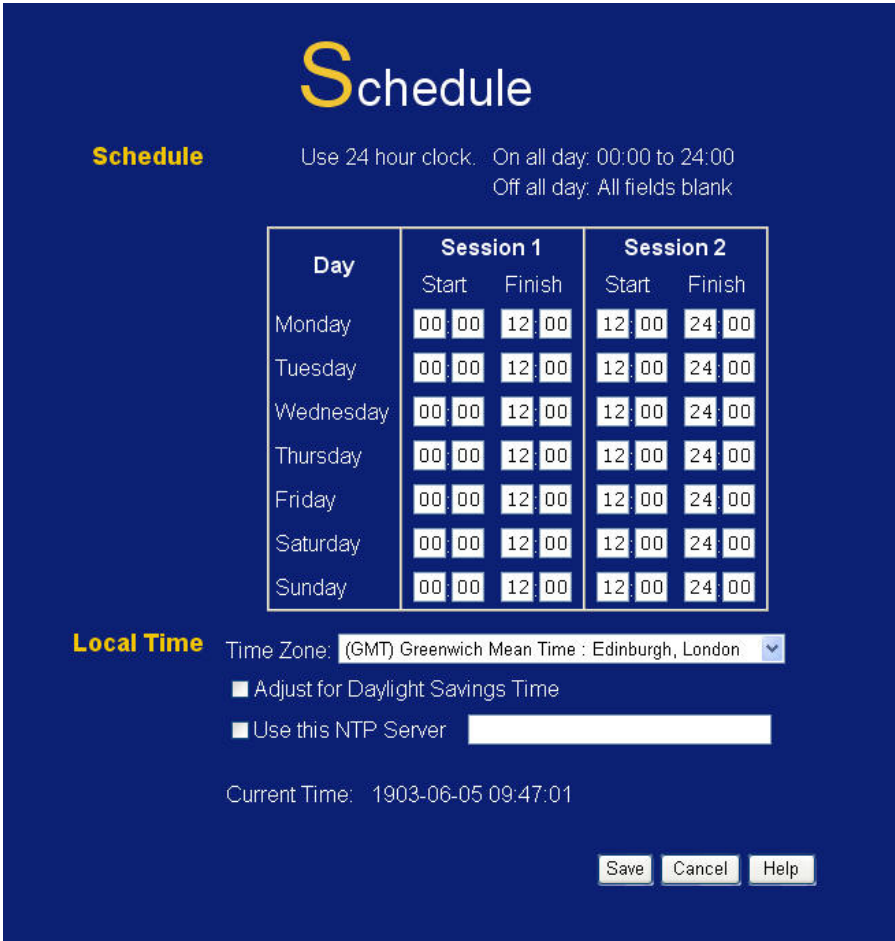 Schedule
Schedule Use 24 hour clock. On all day: 00:00 to 24:00
Off all day: All fields blank
Day Session 1 Session 2
Start Finish Start Finish
Monday 00:00 12:00 12:00 24:00
Tuesday 00:00 12:00 12:00 24:00
Wednesday 00:00 12:00 12:00 24:00
Thursday 00:00 12:00 12:00 24:00
Friday 00:00 12:00 12:00 24:00
Saturday 00:00 12:00 12:00 24:00
Sunday 00:00 12:00 12:00 24:00
Local Time Time Zone: (GMT) Greenwich Mean Time : Edinburgh, London
Adjust for Daylight Savings Time
Use this NTP Server
Current Time: 1903-06-05 09:47:01
Save Cancel Help